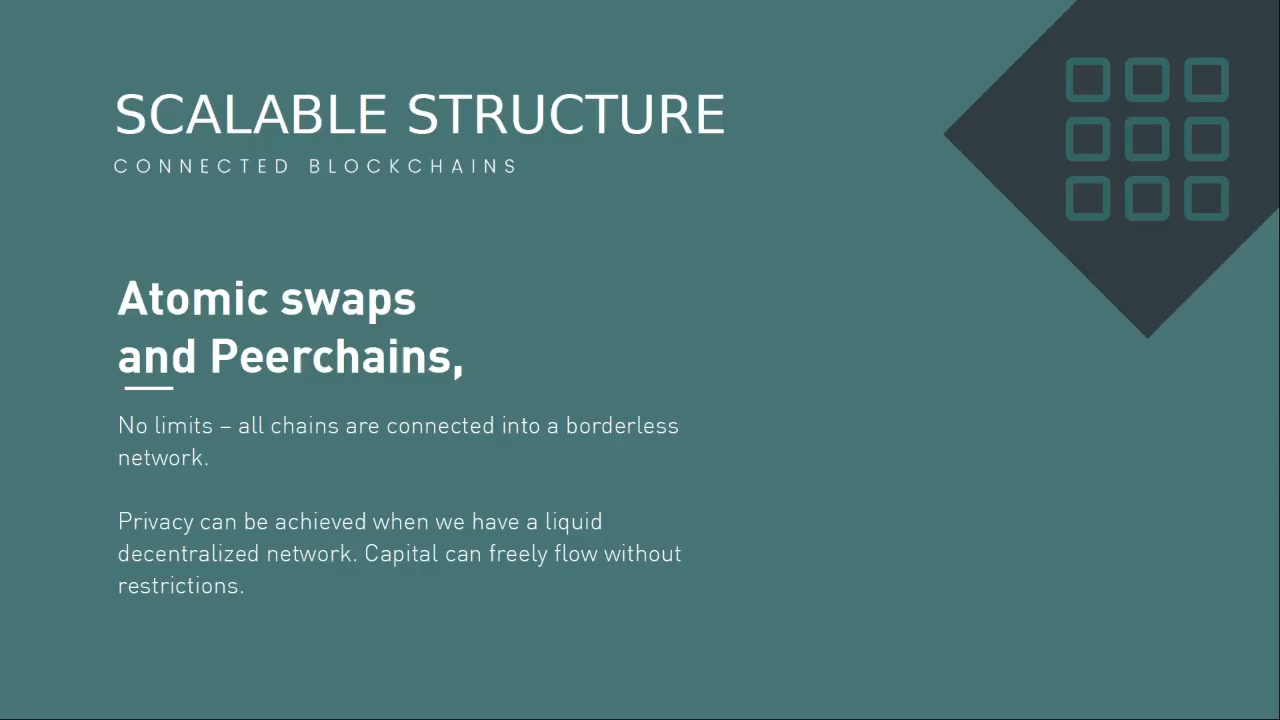 SCALABLE STRUCTURE
CONNECTED BLOCKCHAINS
Atomic swaps
and Peerchains,
No limits – all chains are connected into a borderless
network.
Privacy can be achieved when we have a liquid
decentralized network. Capital can freely flow without
restrictions.